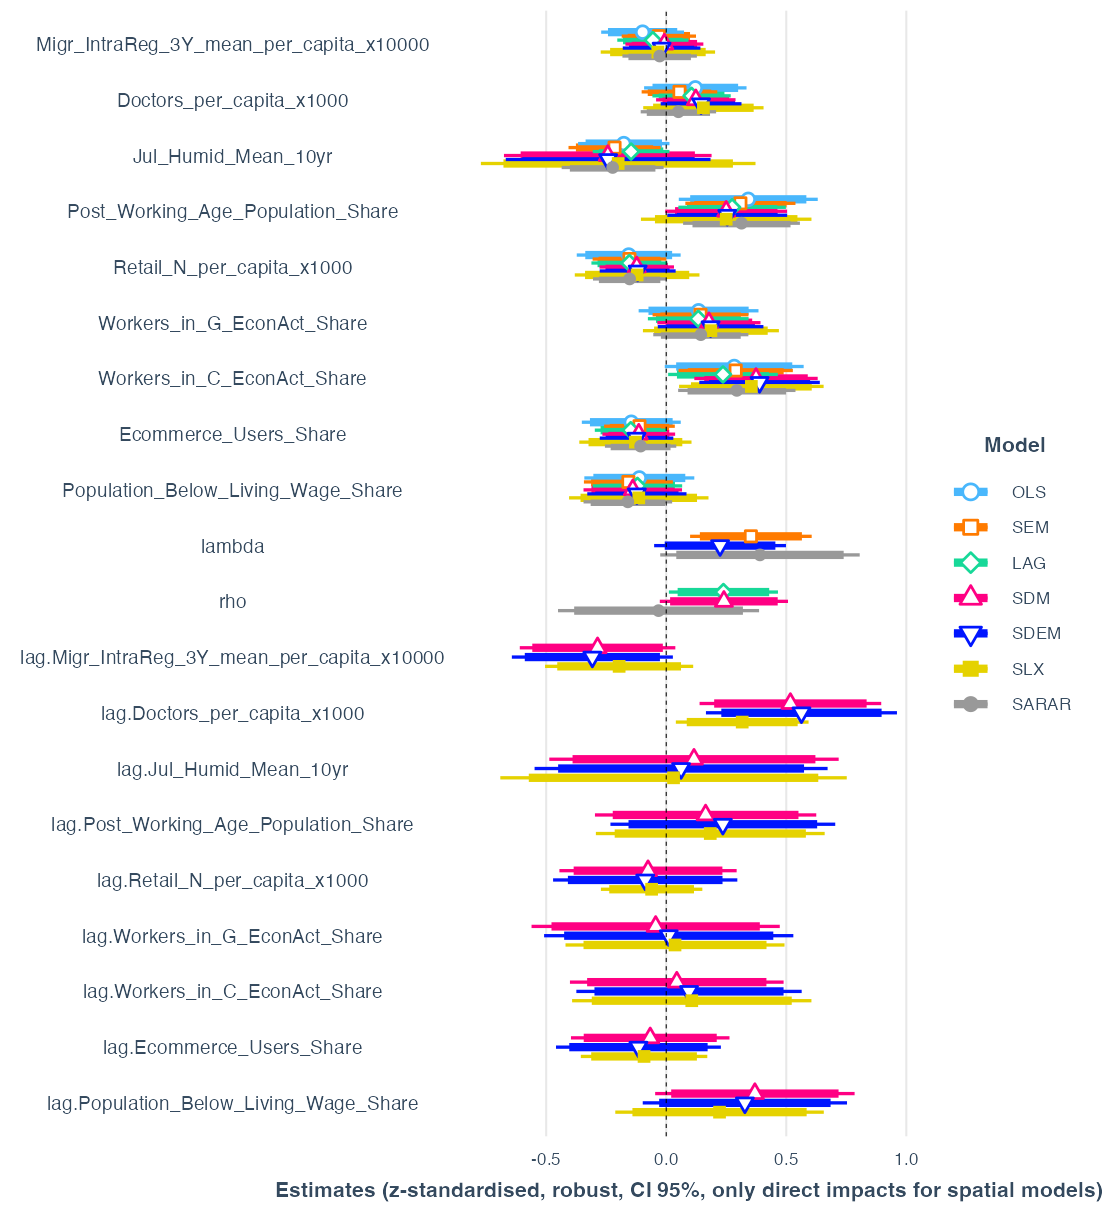 Migr_IntraReg_3Y_mean_per_capita_x10000
Doctors_per_capita_x1000
Jul_Humid_Mean_10yr
Post_Working_Age_Population_Share
Retail_N_per_capita_x1000
Workers_in_G_EconAct_Share
Workers_in_C_EconAct_Share
Ecommerce_Users_Share
Population_Below_Living_Wage_Share
lambda
rho
lag.Migr_IntraReg_3Y_mean_per_capita_x10000
lag.Doctors_per_capita_x1000
lag.Jul_Humid_Mean_10yr
lag.Post_Working_Age_Population_Share
lag.Retail_N_per_capita_x1000
lag.Workers_in_G_EconAct_Share
lag.Workers_in_C_EconAct_Share
lag.Ecommerce_Users_Share
lag.Population_Below_Living_Wage_Share
-0.5 0.0 0.5 1.0
Estimates (z-standardised, robust, CI 95%, only direct impacts for spatial models)
Model
OLS
SEM
LAG
SDM
SDEM
SLX
SARAR